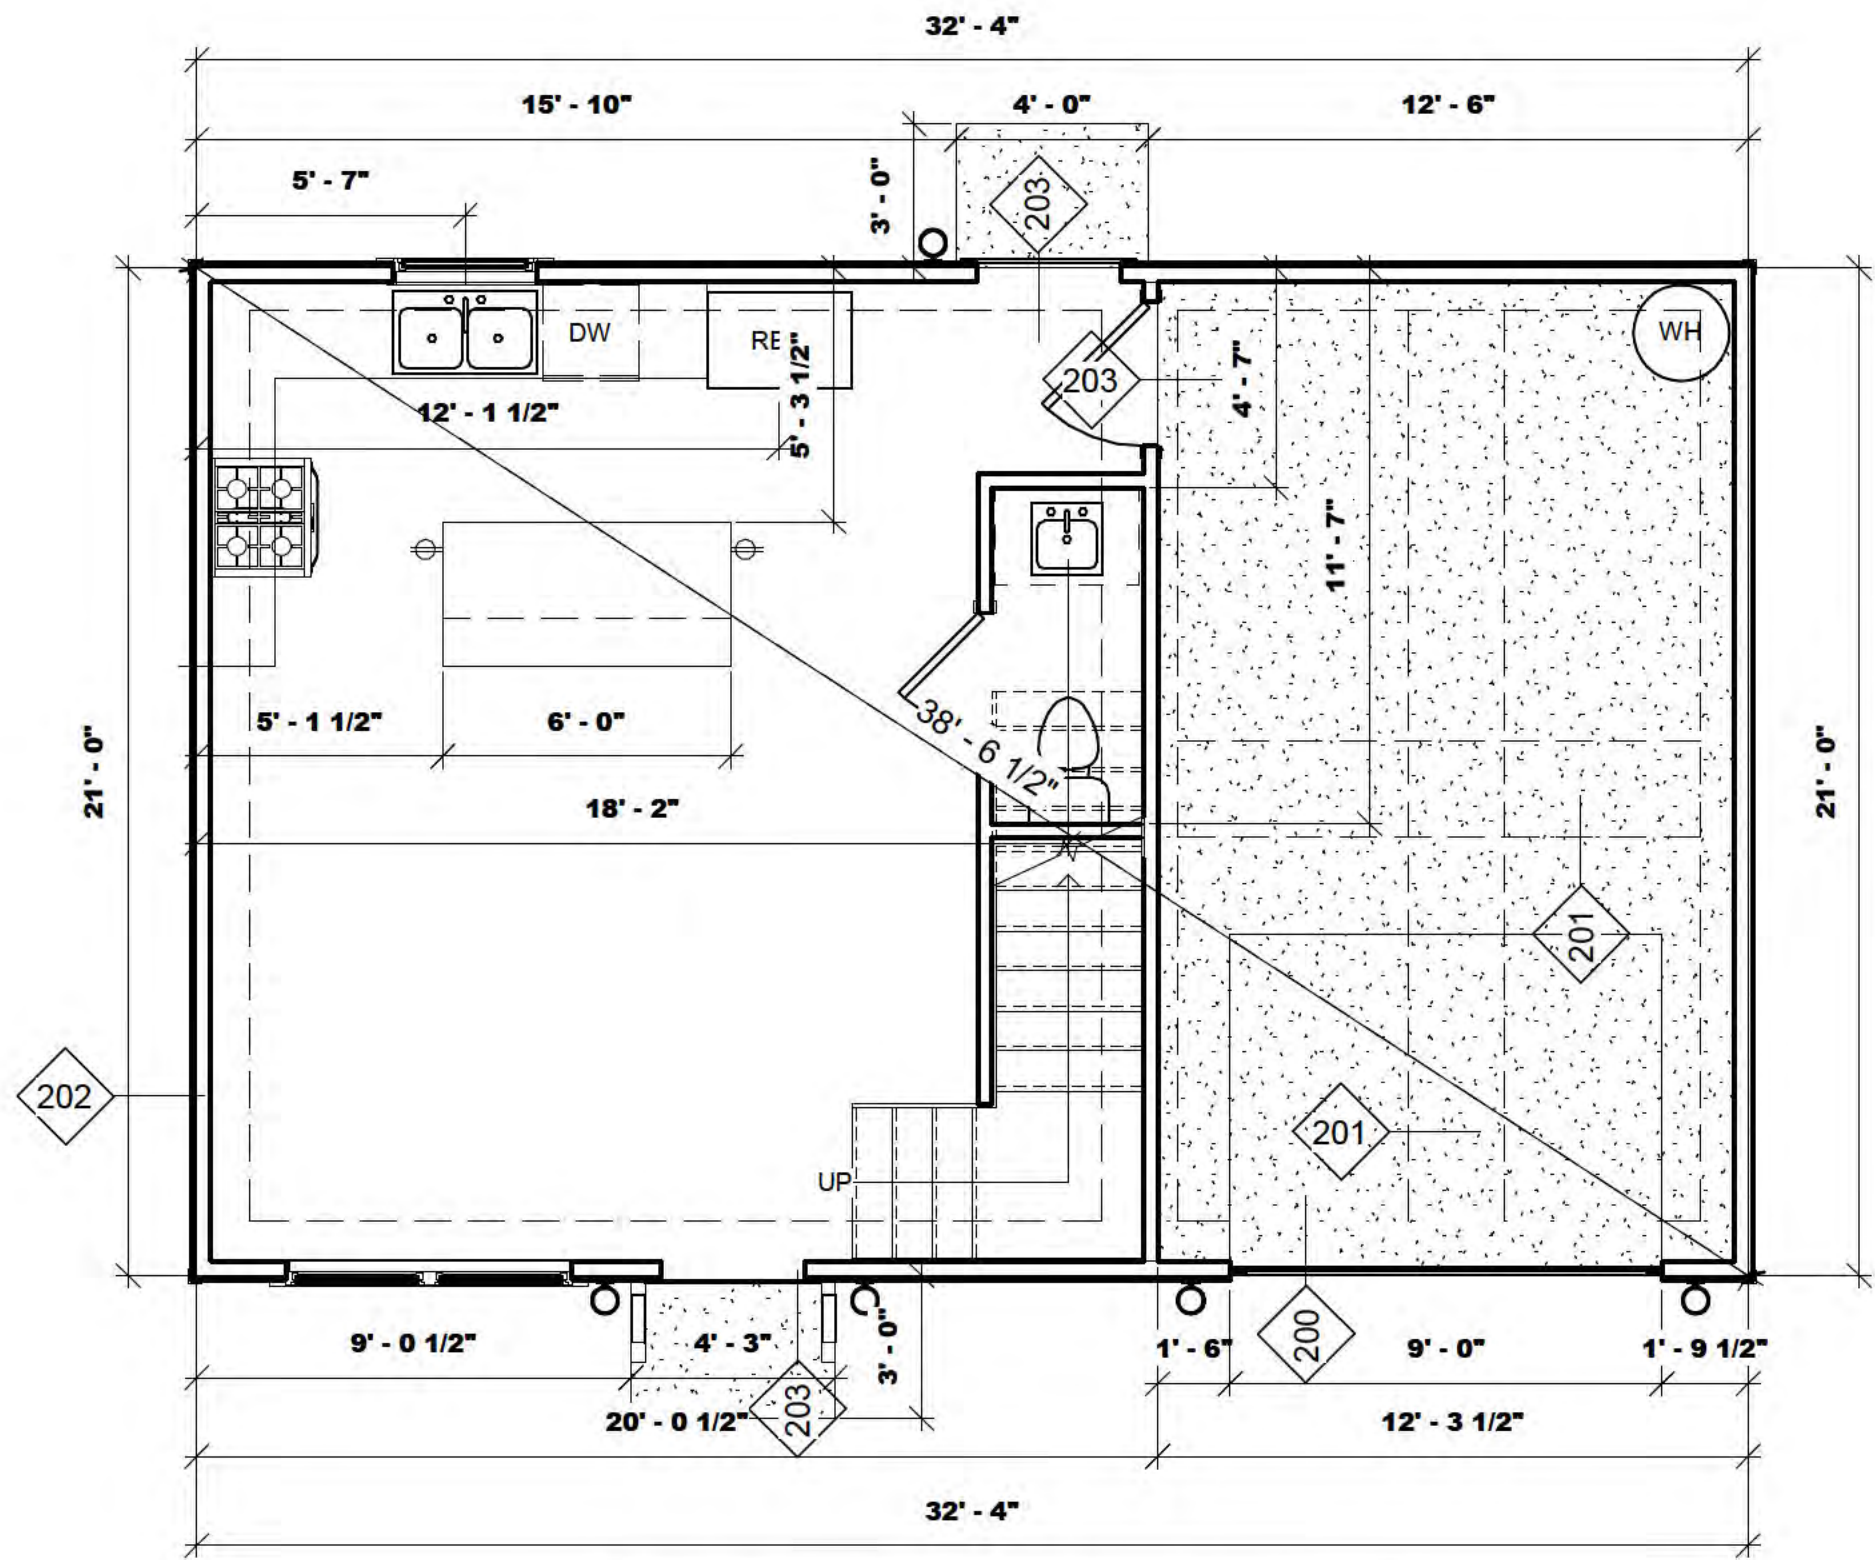 32' - 4"
15' - 10"
4' - 0"
12' - 6"
5' - 7"
3' - 0"
203
DW
RE
WH
12' - 1 1/2"
5' - 3 1/2"
203
4' - 7"
11' - 7"
5' - 1 1/2"
6' - 0"
38' - 6 1/2"
21' - 0"
21' - 0"
18' - 2"
201
202
201
UP
9' - 0 1/2"
4' - 3"
3' - 0"
1' - 6"
200
9' - 0"
1' - 9 1/2"
20' - 0 1/2"
203
12' - 3 1/2"
32' - 4"